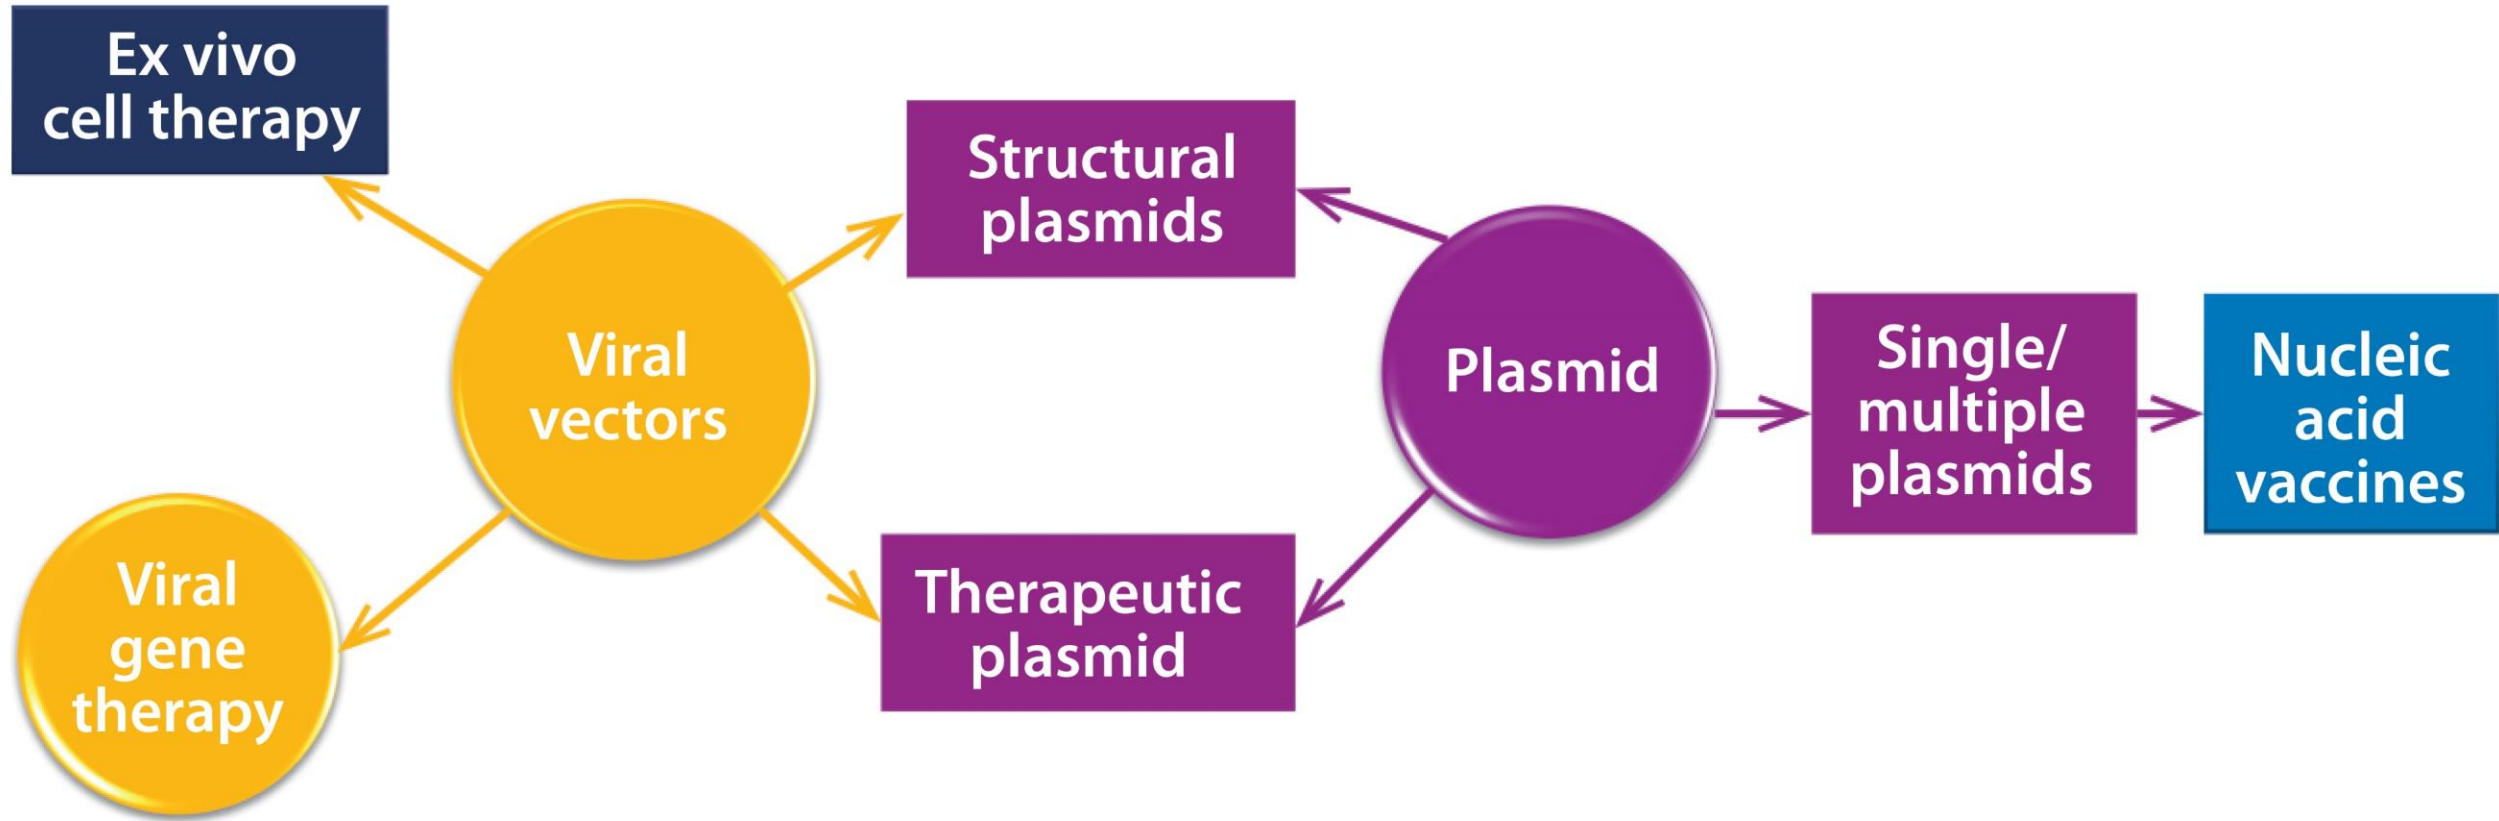 Ex vivo
cell therapy
Structural
plasmids
Viral
vectors
Plasmid
Single/
multiple
plasmids
Nucleic
acid
vaccines
Viral
gene
therapy
Therapeutic
plasmid